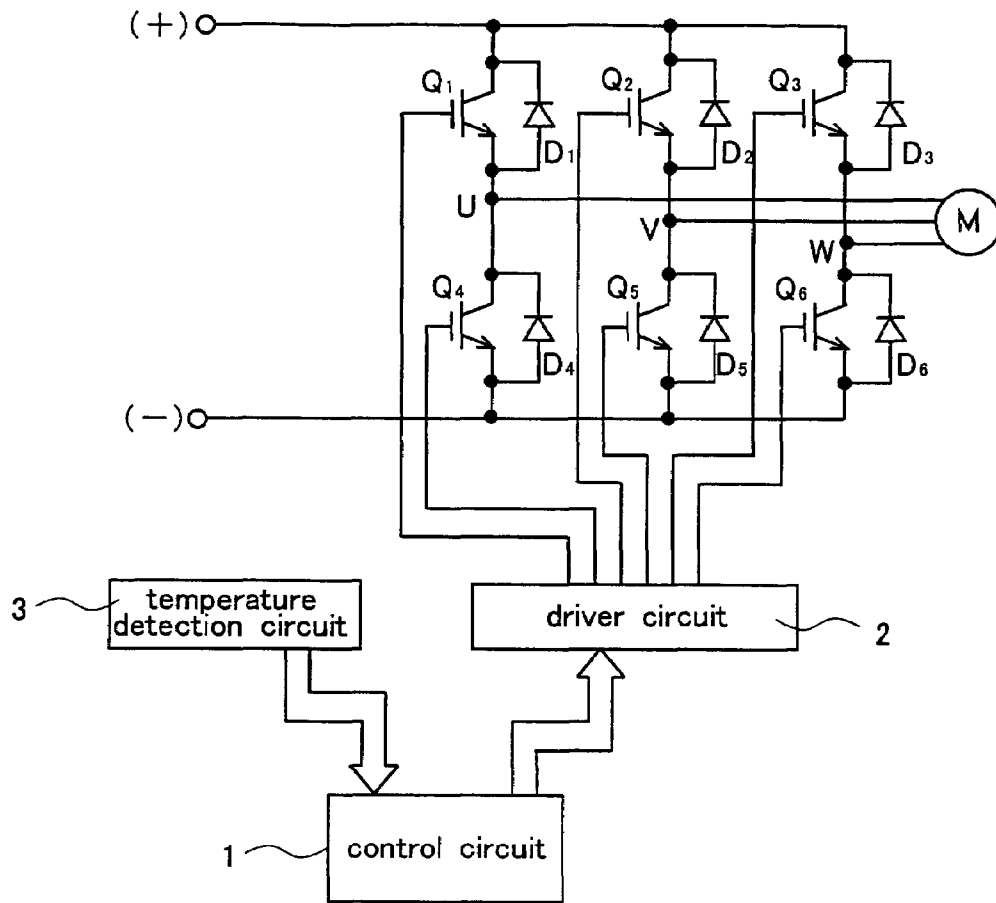 (+)
Q1
Q2
Q3
D1
D2
D3
U
V
W
M
Q4
Q5
Q6
D4
D5
D6
(-)
3
temperature
detection circuit
driver circuit
2
1
control circuit